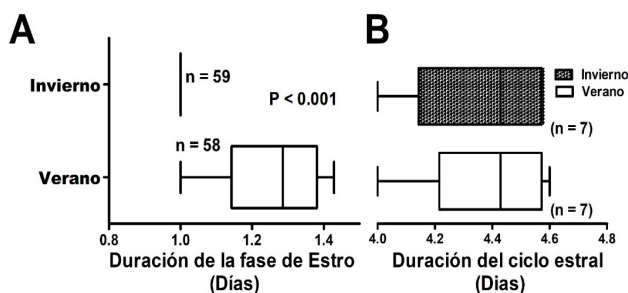 A
Invierno
n = 59
P < 0.001
n = 58
Verano
0.8 1.0 1.2 1.4
Duración de la fase de Estro
(Días)
B
Invierno
Verano
(n = 7)
(n = 7)
4.0 4.2 4.4 4.6 4.8
Duración del ciclo estral
(Dias)